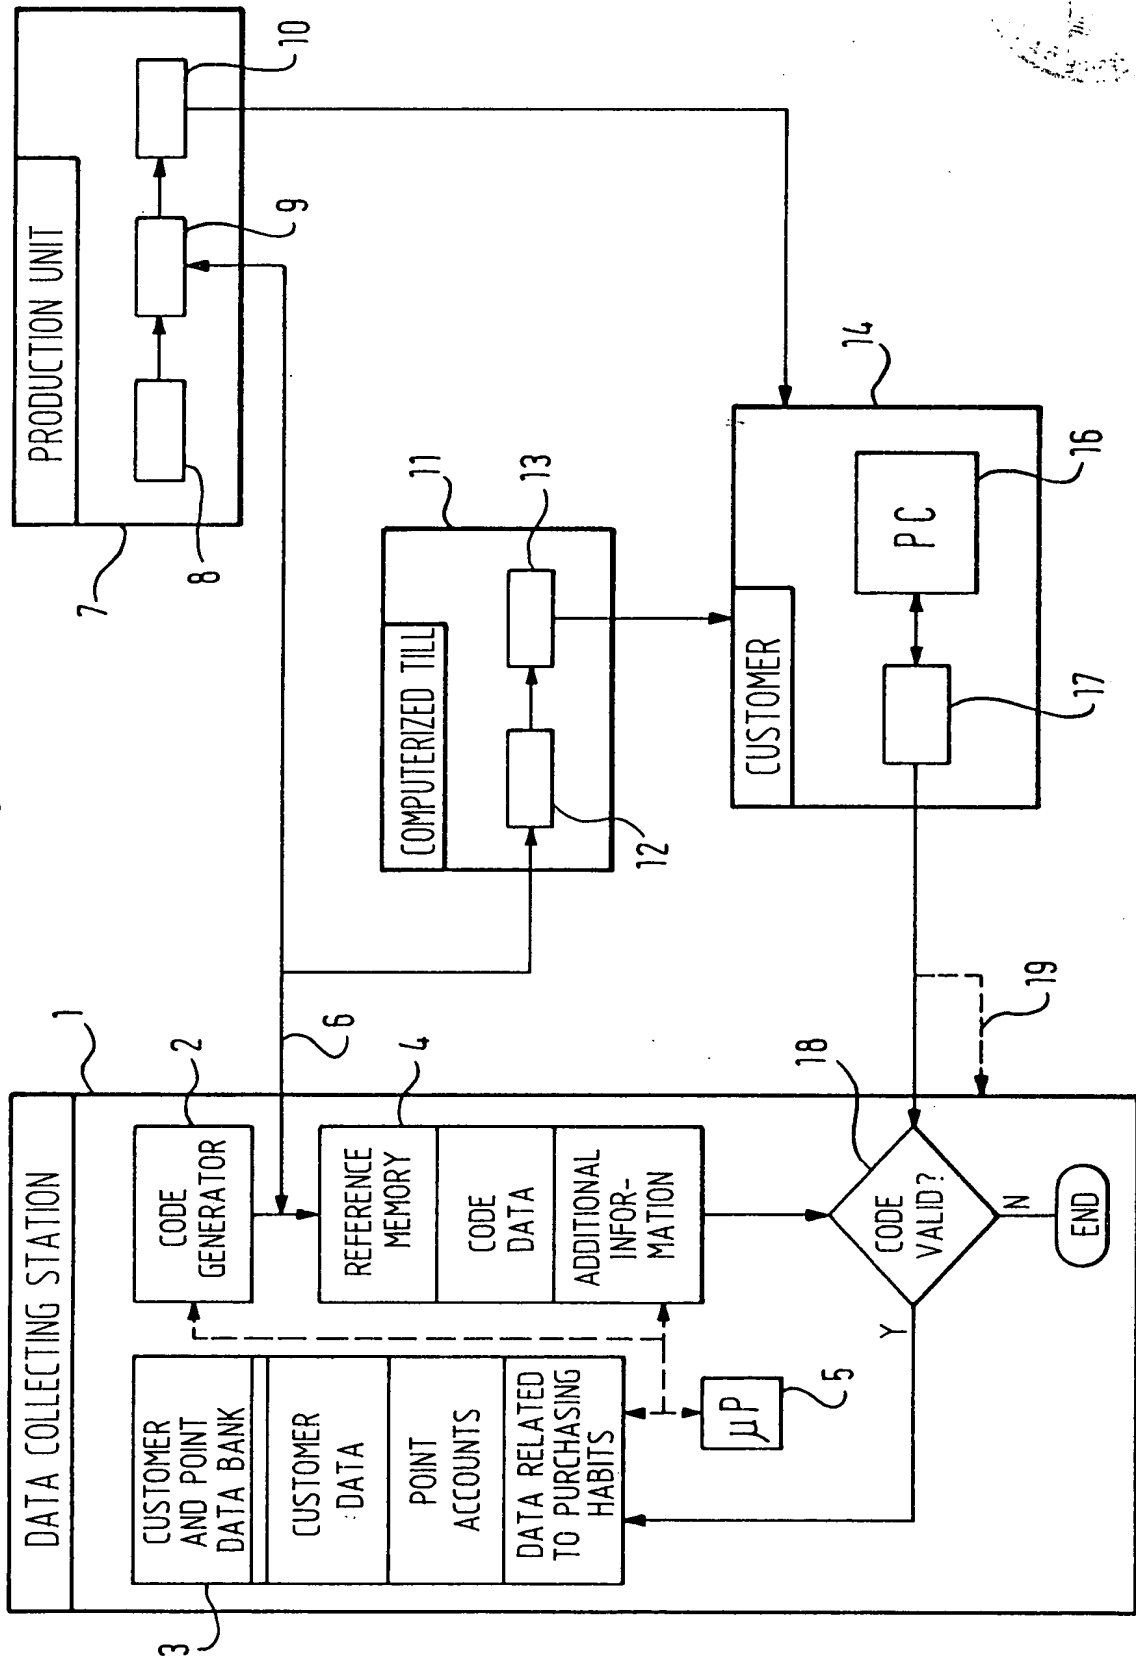 DATA COLLECTING STATION
1
CUSTOMER
AND POINT
DATA BANK
CUSTOMER
DATA
POINT
ACCOUNTS
DATA RELATED
TO PURCHASING
HABITS
3
CODE
GENERATOR
2
REFERENCE
MEMORY
CODE
DATA
ADDITIONAL
INFOR-
MATION
4
µP
5
6
CODE
VALID?
18
Y
N
END
19
COMPUTERIZED TILL
11
12
13
PRODUCTION UNIT
7
8
9
10
CUSTOMER
14
PC
16
17